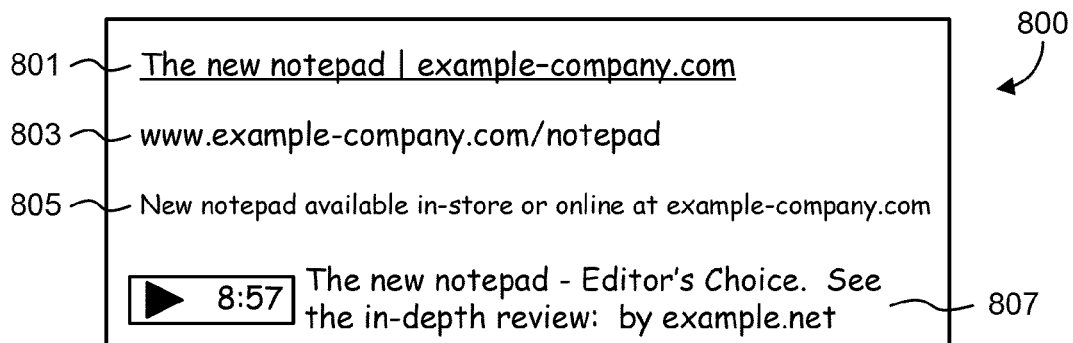 800
801 The new notepad | example-company.com
803 www.example-company.com/notepad
805 New notepad available in-store or online at example-company.com
8:57 The new notepad - Editor's Choice. See
the in-depth review: by example.net 807